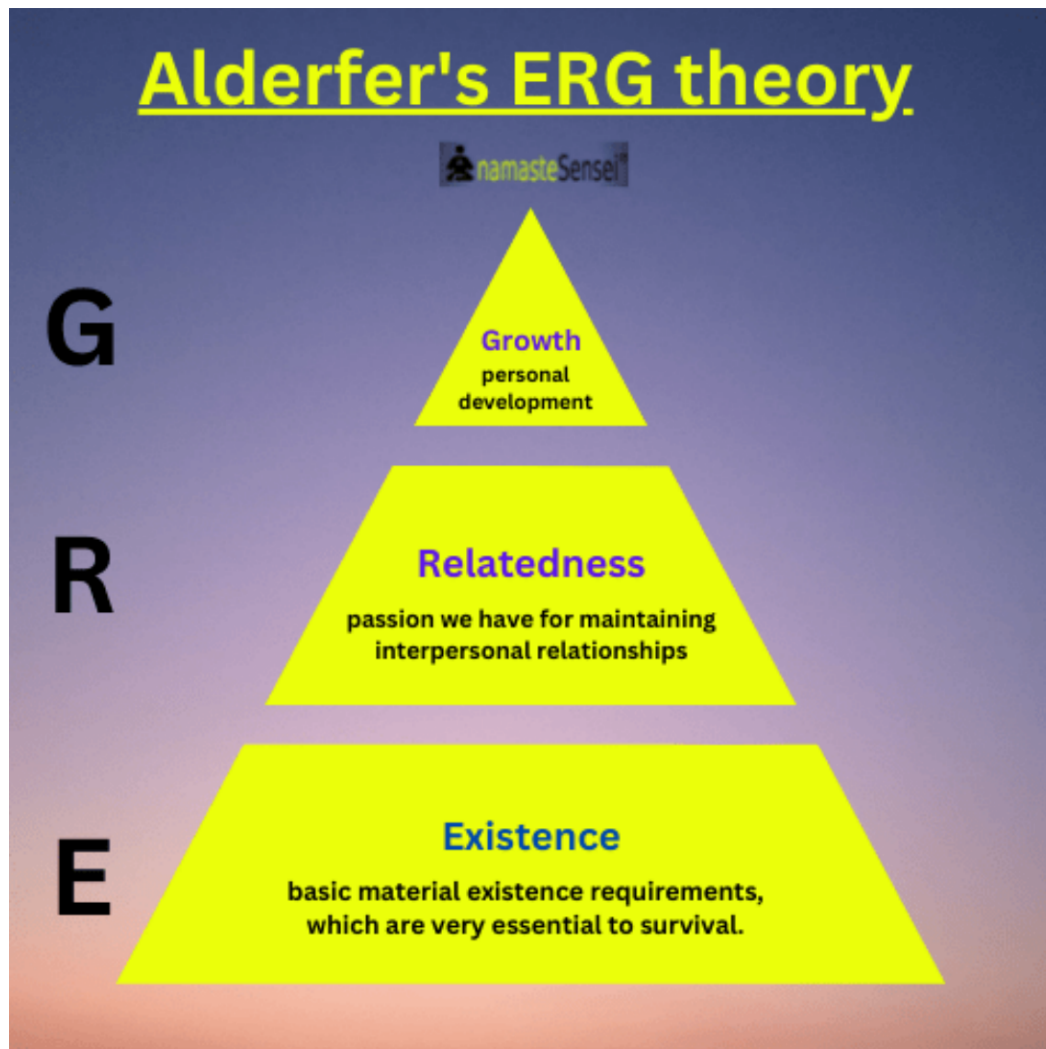 Alderfer's ERG theory
namasteSensei
G
Growth
personal
development
R
Relatedness
passion we have for maintaining
interpersonal relationships
E
Existence
basic material existence requirements,
which are very essential to survival.